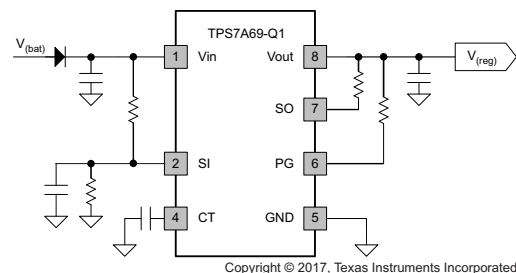 TPS7A69-Q1
V(bat)
1 Vin
Vout 8
V(reg)
SO 7
2 SI
PG 6
4 CT
GND 5
Copyright © 2017, Texas Instruments Incorporated